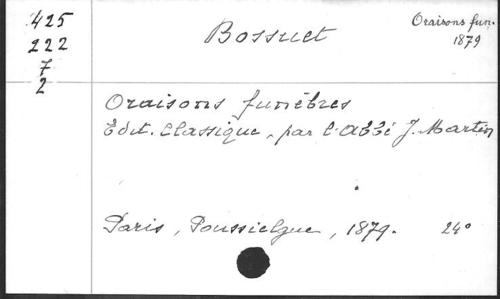 425
222
7
2
Bossuet
Oraisons fun.
1879
Oraisons funèbres
Edit. Classique, par l'Abbé J. Martin
Paris, Poussielgue, 1879. 24°